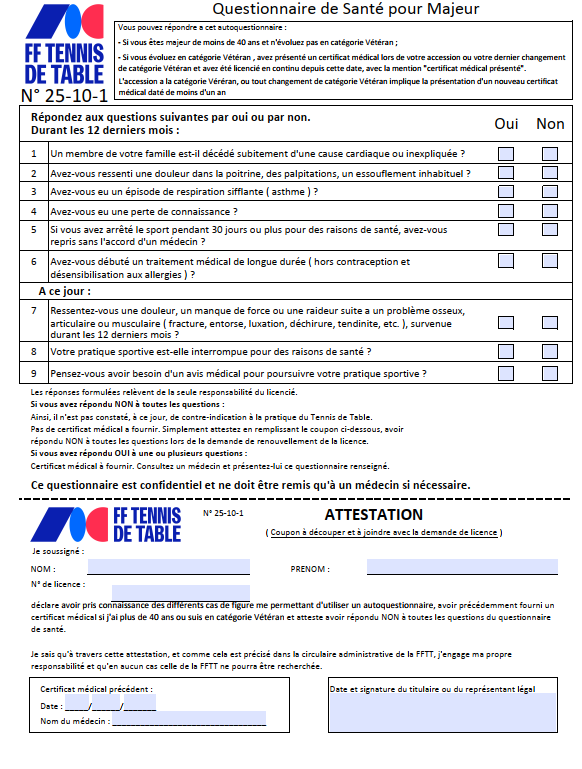 Questionnaire de Santé pour Majeur
FF TENNIS
DE TABLE
N° 25-10-1
Vous pouvez répondre a cet autoquestionnaire :
- Si vous êtes majeur de moins de 40 ans et n'évoluez pas en catégorie Vétéran ;
- Si vous évoluez en catégorie Vétéran , avez présenté un certificat médical lors de votre accession ou votre dernier changement
de catégorie Vétéran et avez été licencié en continu depuis cette date, avec la mention "certificat médical présenté".
L'accession a la catégorie Véréran, ou tout changement de catégorie Véréran implique la présentation d'un nouveau certificat
médical daté de moins d'un an
Répondez aux questions suivantes par oui ou par non.
Durant les 12 derniers mois :
Oui Non
1 Un membre de votre famille est-il décédé subitement d'une cause cardiaque ou inexpliquée ?
2 Avez-vous ressenti une douleur dans la poitrine, des palpitations, un essouflement inhabituel ?
3 Avez-vous eu un épisode de respiration sifflante ( asthme ) ?
4 Avez-vous eu une perte de connaissance ?
5 Si vous avez arrêté le sport pendant 30 jours ou plus pour des raisons de santé, avez-vous
repris sans l'accord d'un médecin ?
6 Avez-vous débuté un traitement médical de longue durée ( hors contraception et
désensibilisation aux allergies ) ?
A ce jour :
7 Ressentez-vous une douleur, un manque de force ou une raideur suite a un problème osseux,
articulaire ou musculaire ( fracture, entorse, luxation, déchirure, tendinite, etc. ), survenue
durant les 12 derniers mois ?
8 Votre pratique sportive est-elle interrompue pour des raisons de santé ?
9 Pensez-vous avoir besoin d'un avis médical pour poursuivre votre pratique sportive ?
Les réponses formulées relèvent de la seule responsabilité du licencié.
Si vous avez répondu NON à toutes les questions :
Ainsi, il n'est pas constaté, à ce jour, de contre-indication à la pratique du Tennis de Table.
Pas de certificat médical a fournir. Simplement attestez en remplissant le coupon ci-dessous, avoir
répondu NON à toutes les questions lors de la demande de renouvellement de la licence.
Si vous avez répondu OUI à une ou plusieurs questions :
Certificat médical à fournir. Consultez un médecin et présentez-lui ce questionnaire renseigné.
Ce questionnaire est confidentiel et ne doit être remis qu'à un médecin si nécessaire.
FF TENNIS
DE TABLE
N° 25-10-1
ATTESTATION
( Coupon à découper et à joindre avec la demande de licence )
Je soussigné :
NOM : PRENOM :
N° de licence :
déclare avoir pris connaissance des différents cas de figure me permettant d'utiliser un autoquestionnaire, avoir précédemment fourni un
certificat médical si j'ai plus de 40 ans ou suis en catégorie Vétéran et atteste avoir répondu NON à toutes les questions du questionnaire
de santé.
Je sais qu'à travers cette attestation, et comme cela est précisé dans la circulaire administrative de la FFTT, j'engage ma propre
responsabilité et qu'en aucun cas celle de la FFTT ne pourra être recherchée.
Certificat médical précédent :
Date : _____/______/_______
Nom du médecin : ______________________________
Date et signature du titulaire ou du représentant légal